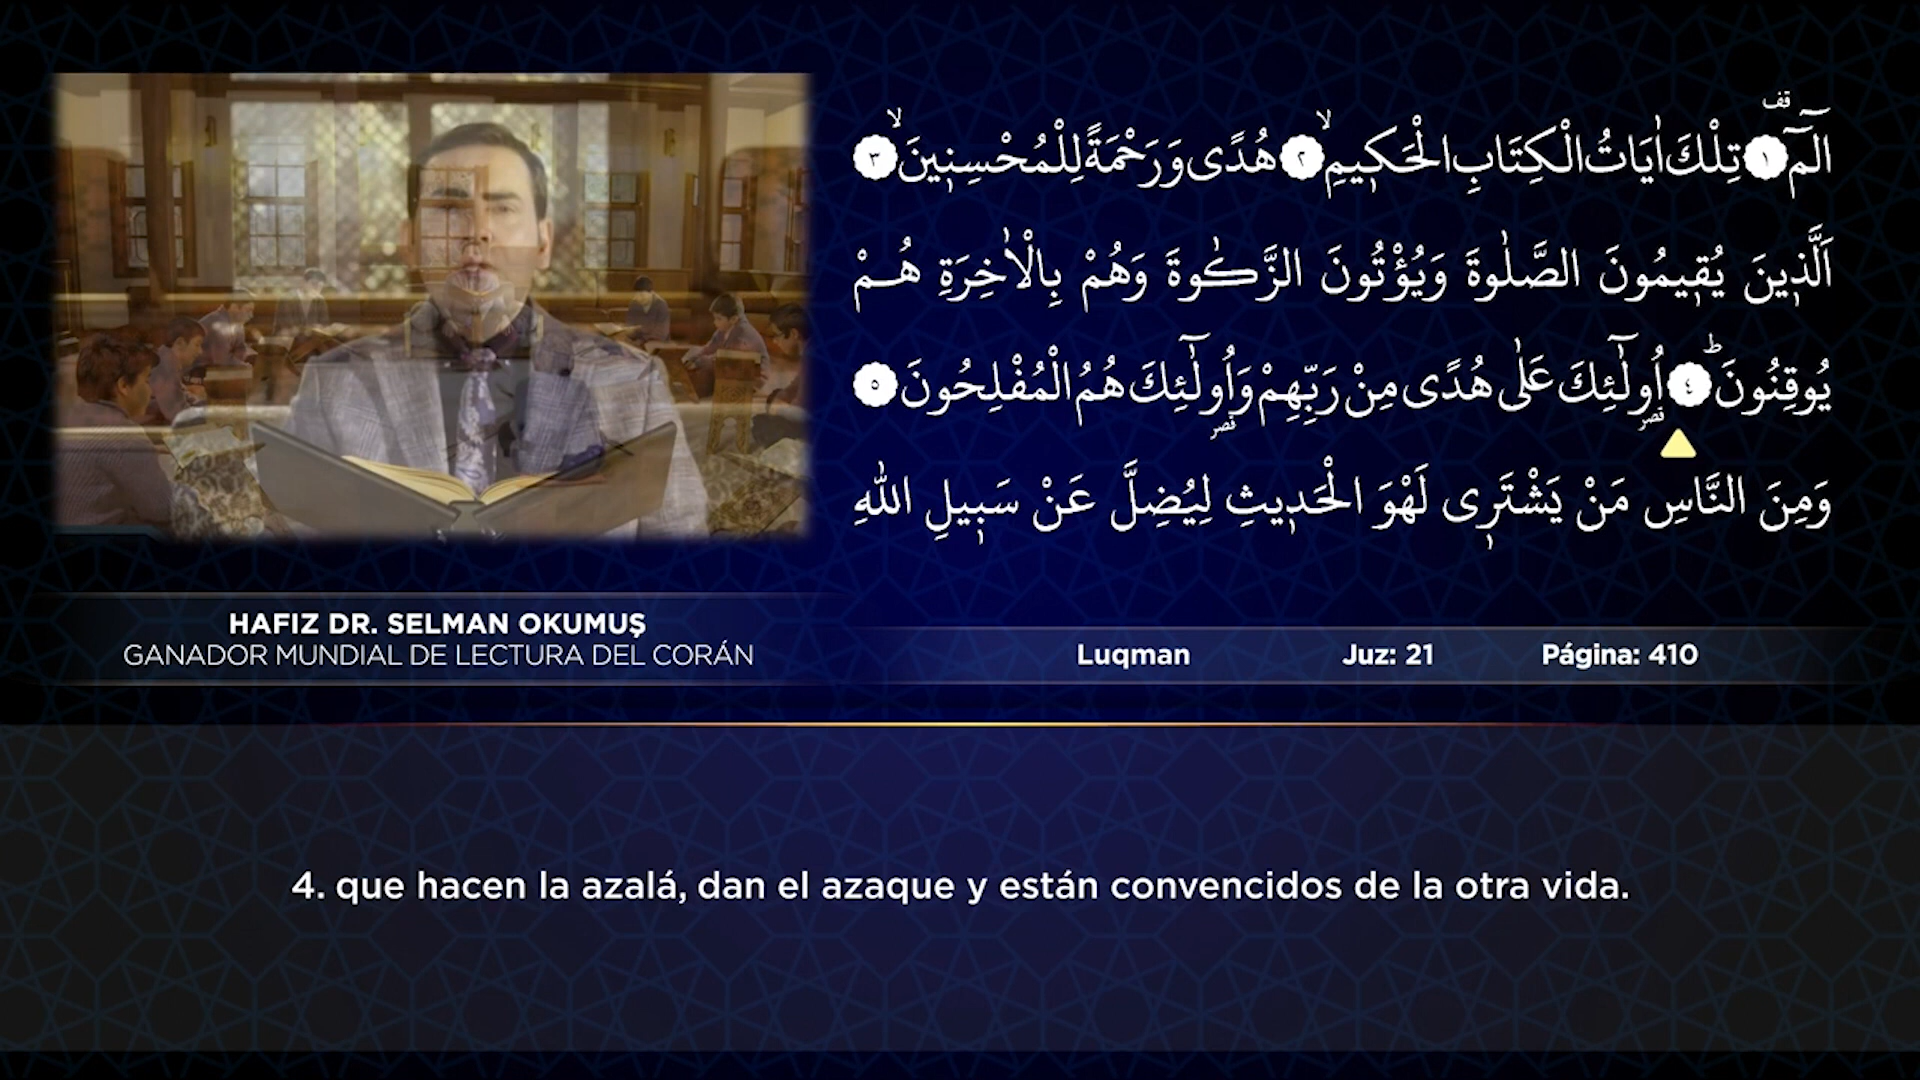 الٓمٓ ۚ ﴿١﴾ تِلْكَ اٰيَاتُ الْكِتَابِ الْحَكٖيمِۙ ﴿٢﴾ هُدًى وَرَحْمَةً لِلْمُحْسِنٖينَۙ ﴿٣﴾
اَلَّذٖينَ يُقٖيمُونَ الصَّلٰوةَ وَيُؤْتُونَ الزَّكٰوةَ وَهُمْ بِالْاٰخِرَةِ هُمْ
يُوقِنُونَؕ ﴿٤﴾ اُولٰٓئِكَ عَلٰى هُدًى مِنْ رَبِّهِمْ وَاُولٰٓئِكَ هُمُ الْمُفْلِحُونَ ﴿٥﴾
وَمِنَ النَّاسِ مَنْ يَشْتَرٖى لَهْوَ الْحَدٖيثِ لِيُضِلَّ عَنْ سَبٖيلِ اللّٰهِ
HAFIZ DR. SELMAN OKUMUŞ
GANADOR MUNDIAL DE LECTURA DEL CORÁN
Luqman Juz: 21 Página: 410
4. que hacen la azalá, dan el azaque y están convencidos de la otra vida.